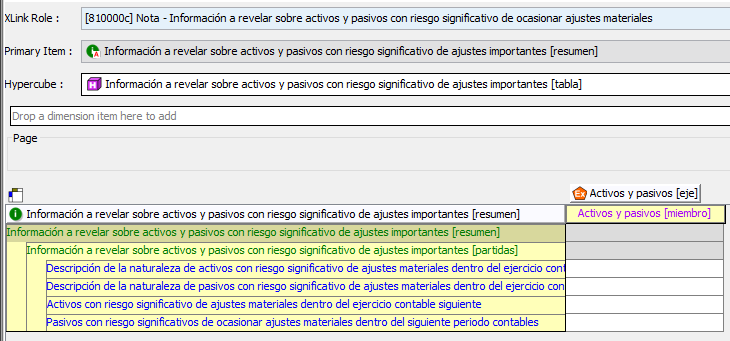 XLink Role :
[810000c] Nota - Información a revelar sobre activos y pasivos con riesgo significativo de ocasionar ajustes materiales
Primary Item :
Información a revelar sobre activos y pasivos con riesgo significativo de ajustes importantes [resumen]
Hypercube :
Información a revelar sobre activos y pasivos con riesgo significativo de ajustes importantes [tabla]
Drop a dimension item here to add
Page
Activos y pasivos [eje]
Información a revelar sobre activos y pasivos con riesgo significativo de ajustes importantes [resumen]
Activos y pasivos [miembro]
Información a revelar sobre activos y pasivos con riesgo significativo de ajustes importantes [resumen]
Información a revelar sobre activos y pasivos con riesgo significativo de ajustes importantes [partidas]
Descripción de la naturaleza de activos con riesgo significativo de ajustes materiales dentro del ejercicio cont
Descripción de la naturaleza de pasivos con riesgo significativo de ajustes materiales dentro del ejercicio con
Activos con riesgo significativo de ajustes materiales dentro del ejercicio contable siguiente
Pasivos con riesgo significativos de ocasionar ajustes materiales dentro del siguiente periodo contables